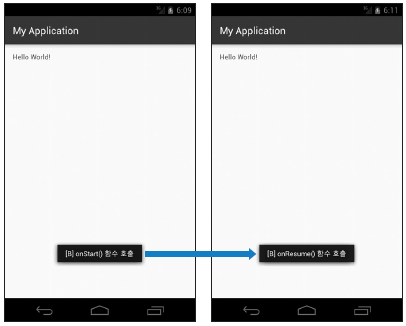 6:09
My Application
Hello World!
[B] onStart() 함수 호출
6:11
My Application
Hello World!
[B] onResume() 함수 호출